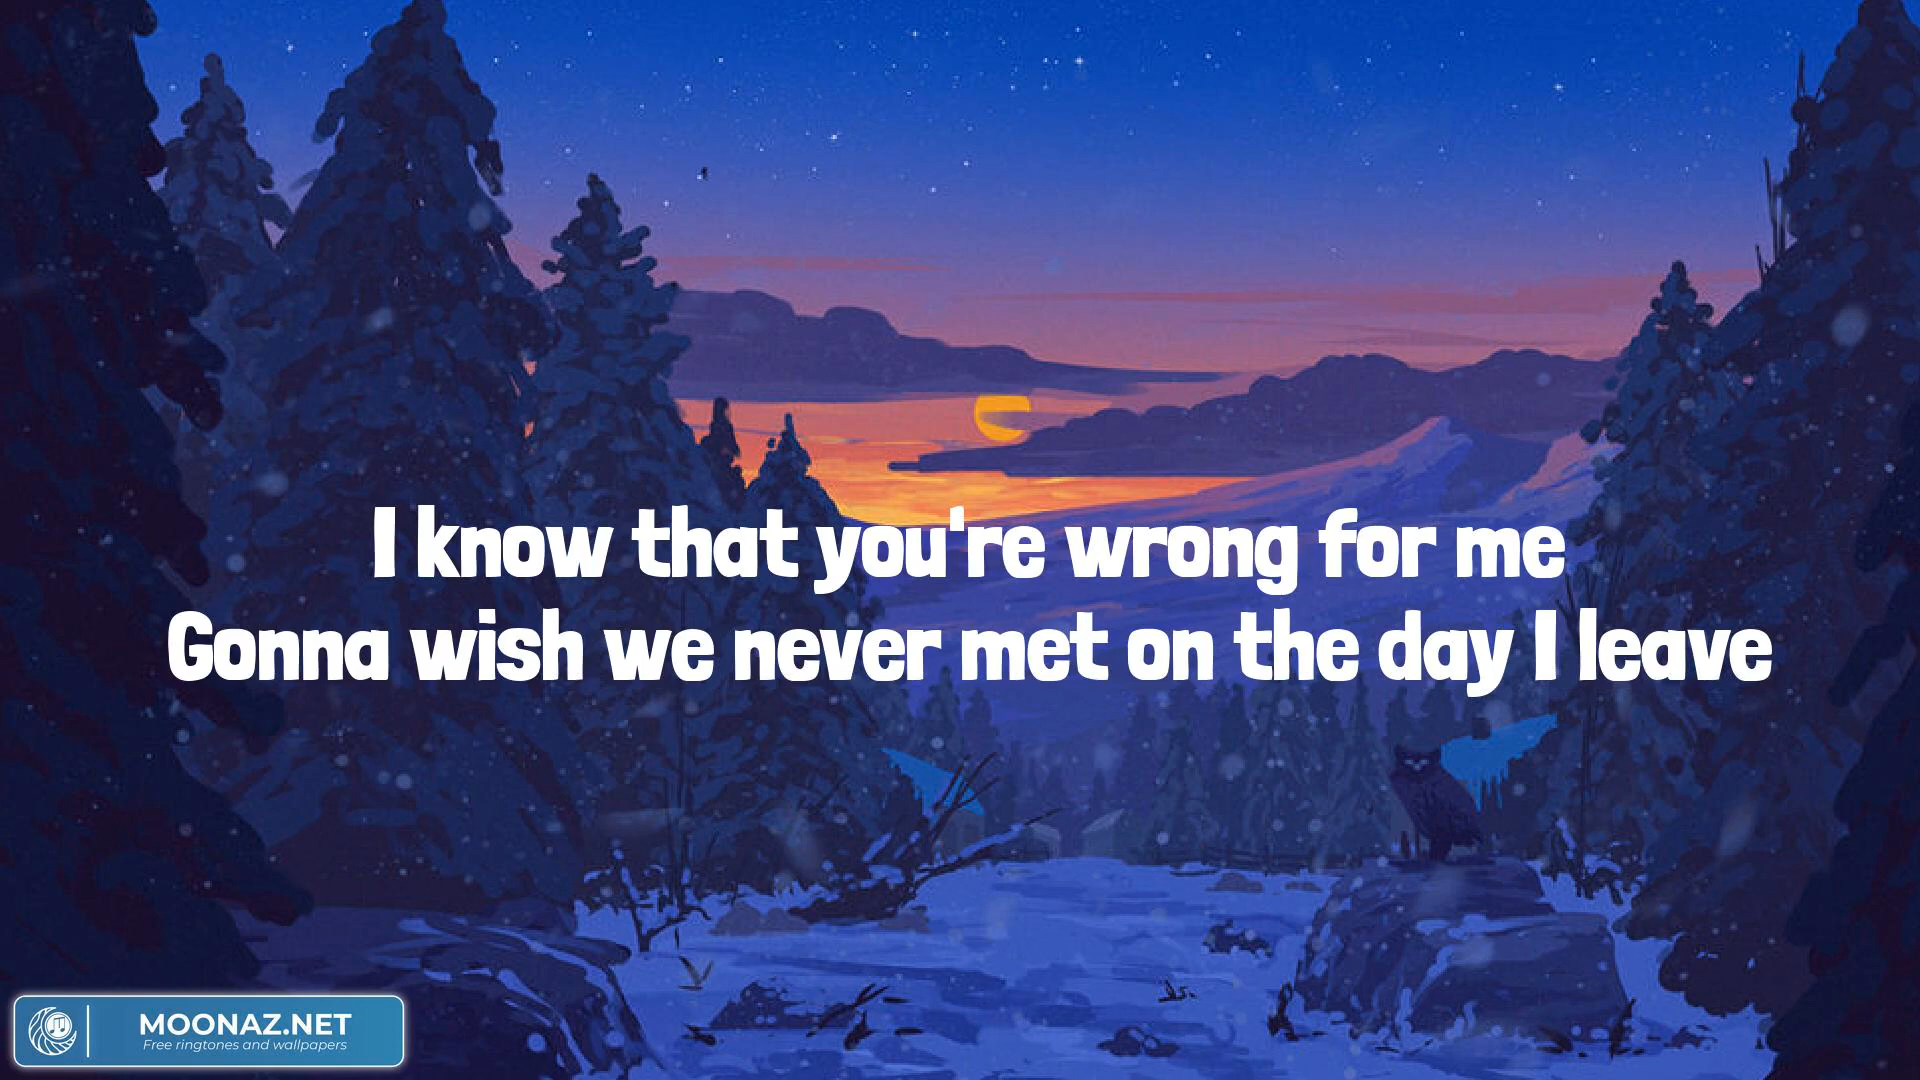 I know that you're wrong for me
Gonna wish we never met on the day I leave
MOONAZ.NET
Free ringtones and wallpapers